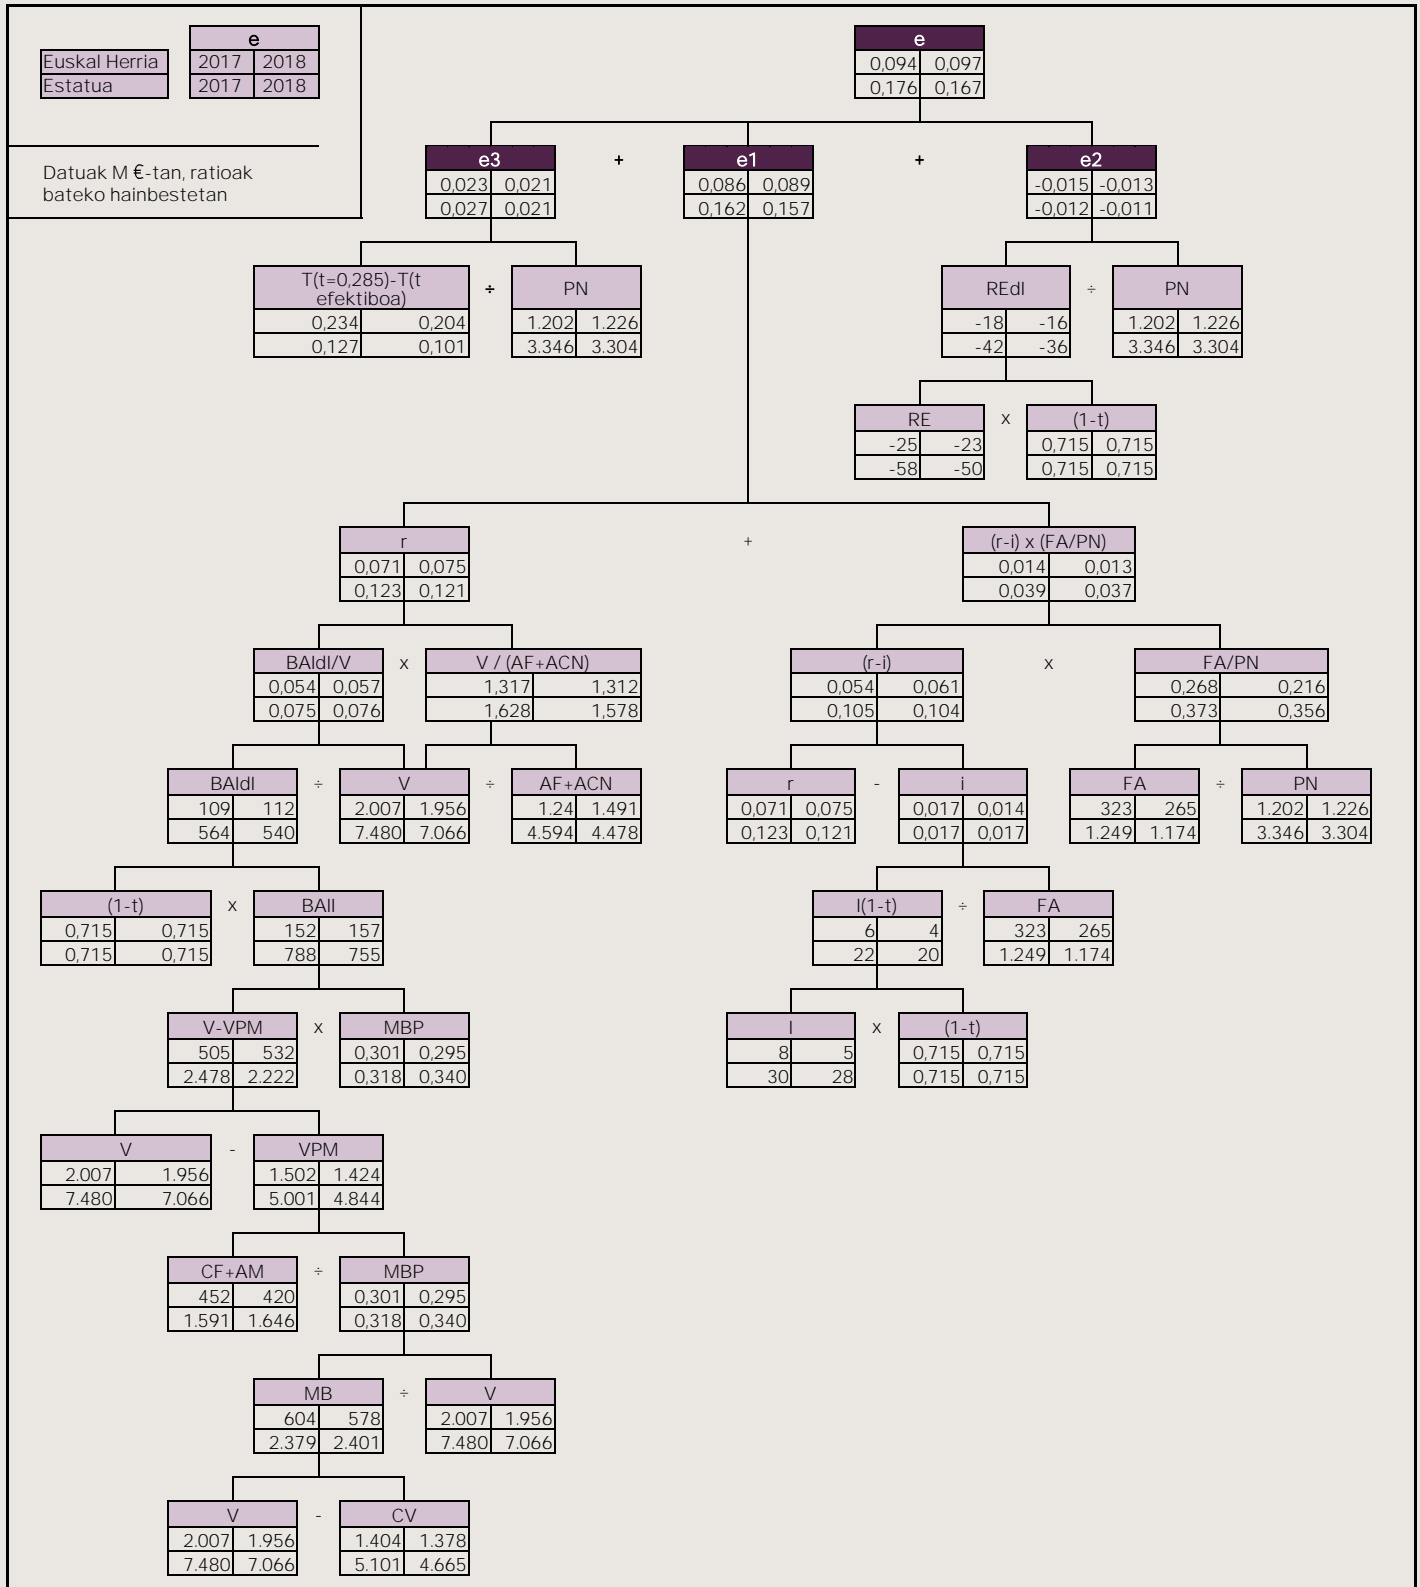 e
Euskal Herria 2017 2018
Estatua 2017 2018
Datuak M €-tan, ratioak
bateko hainbestetan
e
0,094 0,097
0,176 0,167
e3 + e1 + e2
0,023 0,021 0,086 0,089 -0,015 -0,013
0,027 0,021 0,162 0,157 -0,012 -0,011
T(t=0,285)-T(t
efektiboa) ÷ PN REdI ÷ PN
0,234 0,204 1.202 1.226 -18 -16 1.202 1.226
0,127 0,101 3.346 3.304 -42 -36 3.346 3.304
RE x (1-t)
-25 -23 0,715 0,715
-58 -50 0,715 0,715
r + (r-i) x (FA/PN)
0,071 0,075 0,014 0,013
0,123 0,121 0,039 0,037
BAIdI/V x V / (AF+ACN) (r-i) x FA/PN
0,054 0,057 1,317 1,312 0,054 0,061 0,268 0,216
0,075 0,076 1,628 1,578 0,105 0,104 0,373 0,356
BAIdI ÷ V ÷ AF+ACN r - i FA ÷ PN
109 112 2.007 1.956 1.24 1.491 0,071 0,075 0,017 0,014 323 265 1.202 1.226
564 540 7.480 7.066 4.594 4.478 0,123 0,121 0,017 0,017 1.249 1.174 3.346 3.304
(1-t) x BAII I(1-t) ÷ FA
0,715 0,715 152 157 6 4 323 265
0,715 0,715 788 755 22 20 1.249 1.174
V-VPM x MBP I x (1-t)
505 532 0,301 0,295 8 5 0,715 0,715
2.478 2.222 0,318 0,340 30 28 0,715 0,715
V - VPM
2.007 1.956 1.502 1.424
7.480 7.066 5.001 4.844
CF+AM ÷ MBP
452 420 0,301 0,295
1.591 1.646 0,318 0,340
MB ÷ V
604 578 2.007 1.956
2.379 2.401 7.480 7.066
V - CV
2.007 1.956 1.404 1.378
7.480 7.066 5.101 4.665